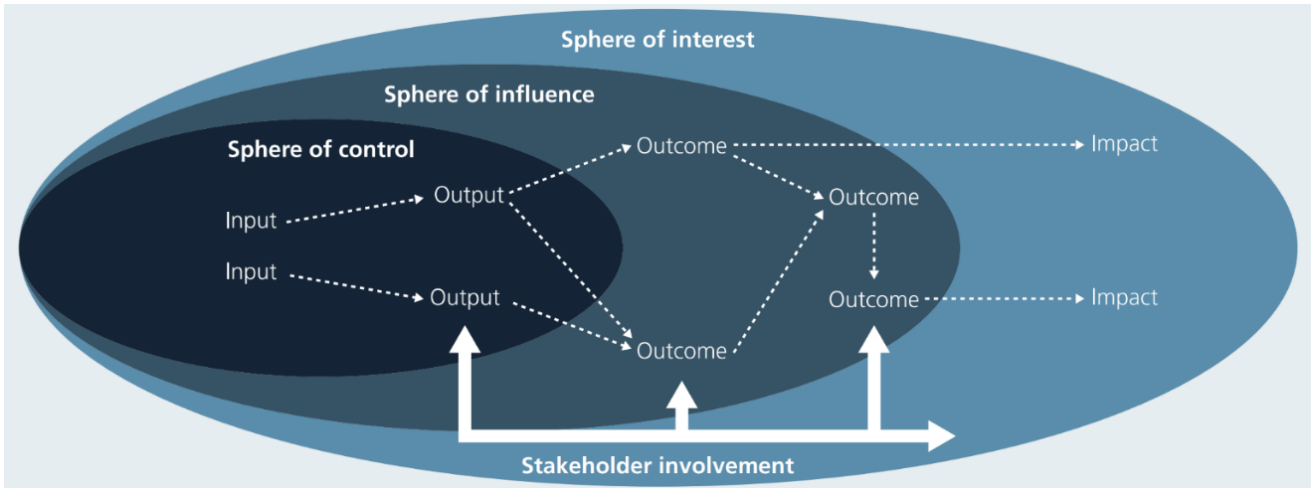 Sphere of interest
Sphere of influence
Sphere of control
Outcome
Impact
Output
Outcome
Input
Input
Output
Outcome
Impact
Outcome
Stakeholder involvement